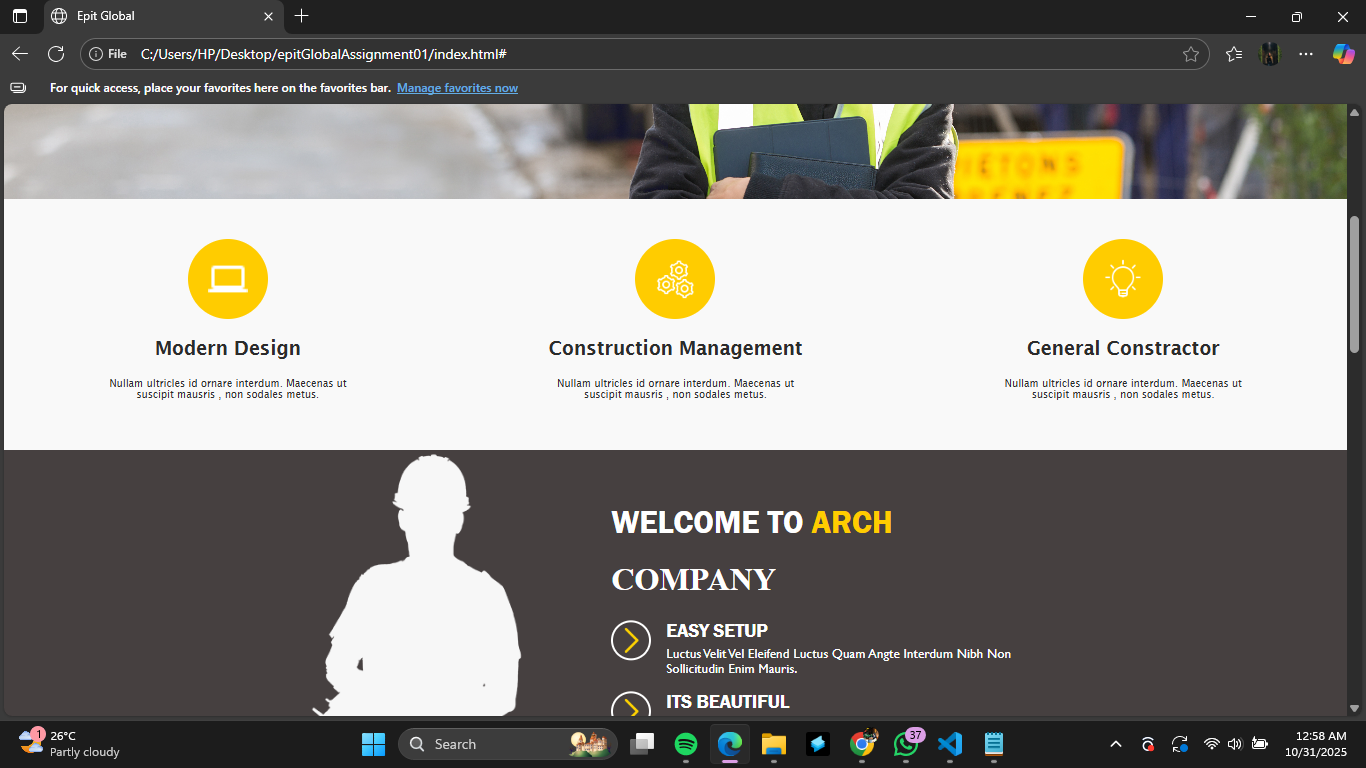 Epit Global
File
C:/Users/HP/Desktop/epitGlobalAssignment01/index.html#
For quick access, place your favorites here on the favorites bar. Manage favorites now
Modern Design
Nullam ultricles id ornare interdum. Maecenas ut
suscipit mausris , non sodales metus.
Construction Management
Nullam ultricles id ornare interdum. Maecenas ut
suscipit mausris , non sodales metus.
General Constractor
Nullam ultricles id ornare interdum. Maecenas ut
suscipit mausris , non sodales metus.
WELCOME TO ARCH
COMPANY
EASY SETUP
Luctus Velit Vel Eleifend Luctus Quam Angte Interdum Nibh Non
Sollicitudin Enim Mauris.
ITS BEAUTIFUL
1
26°C
Partly cloudy
Search
37
12:58 AM
10/31/2025